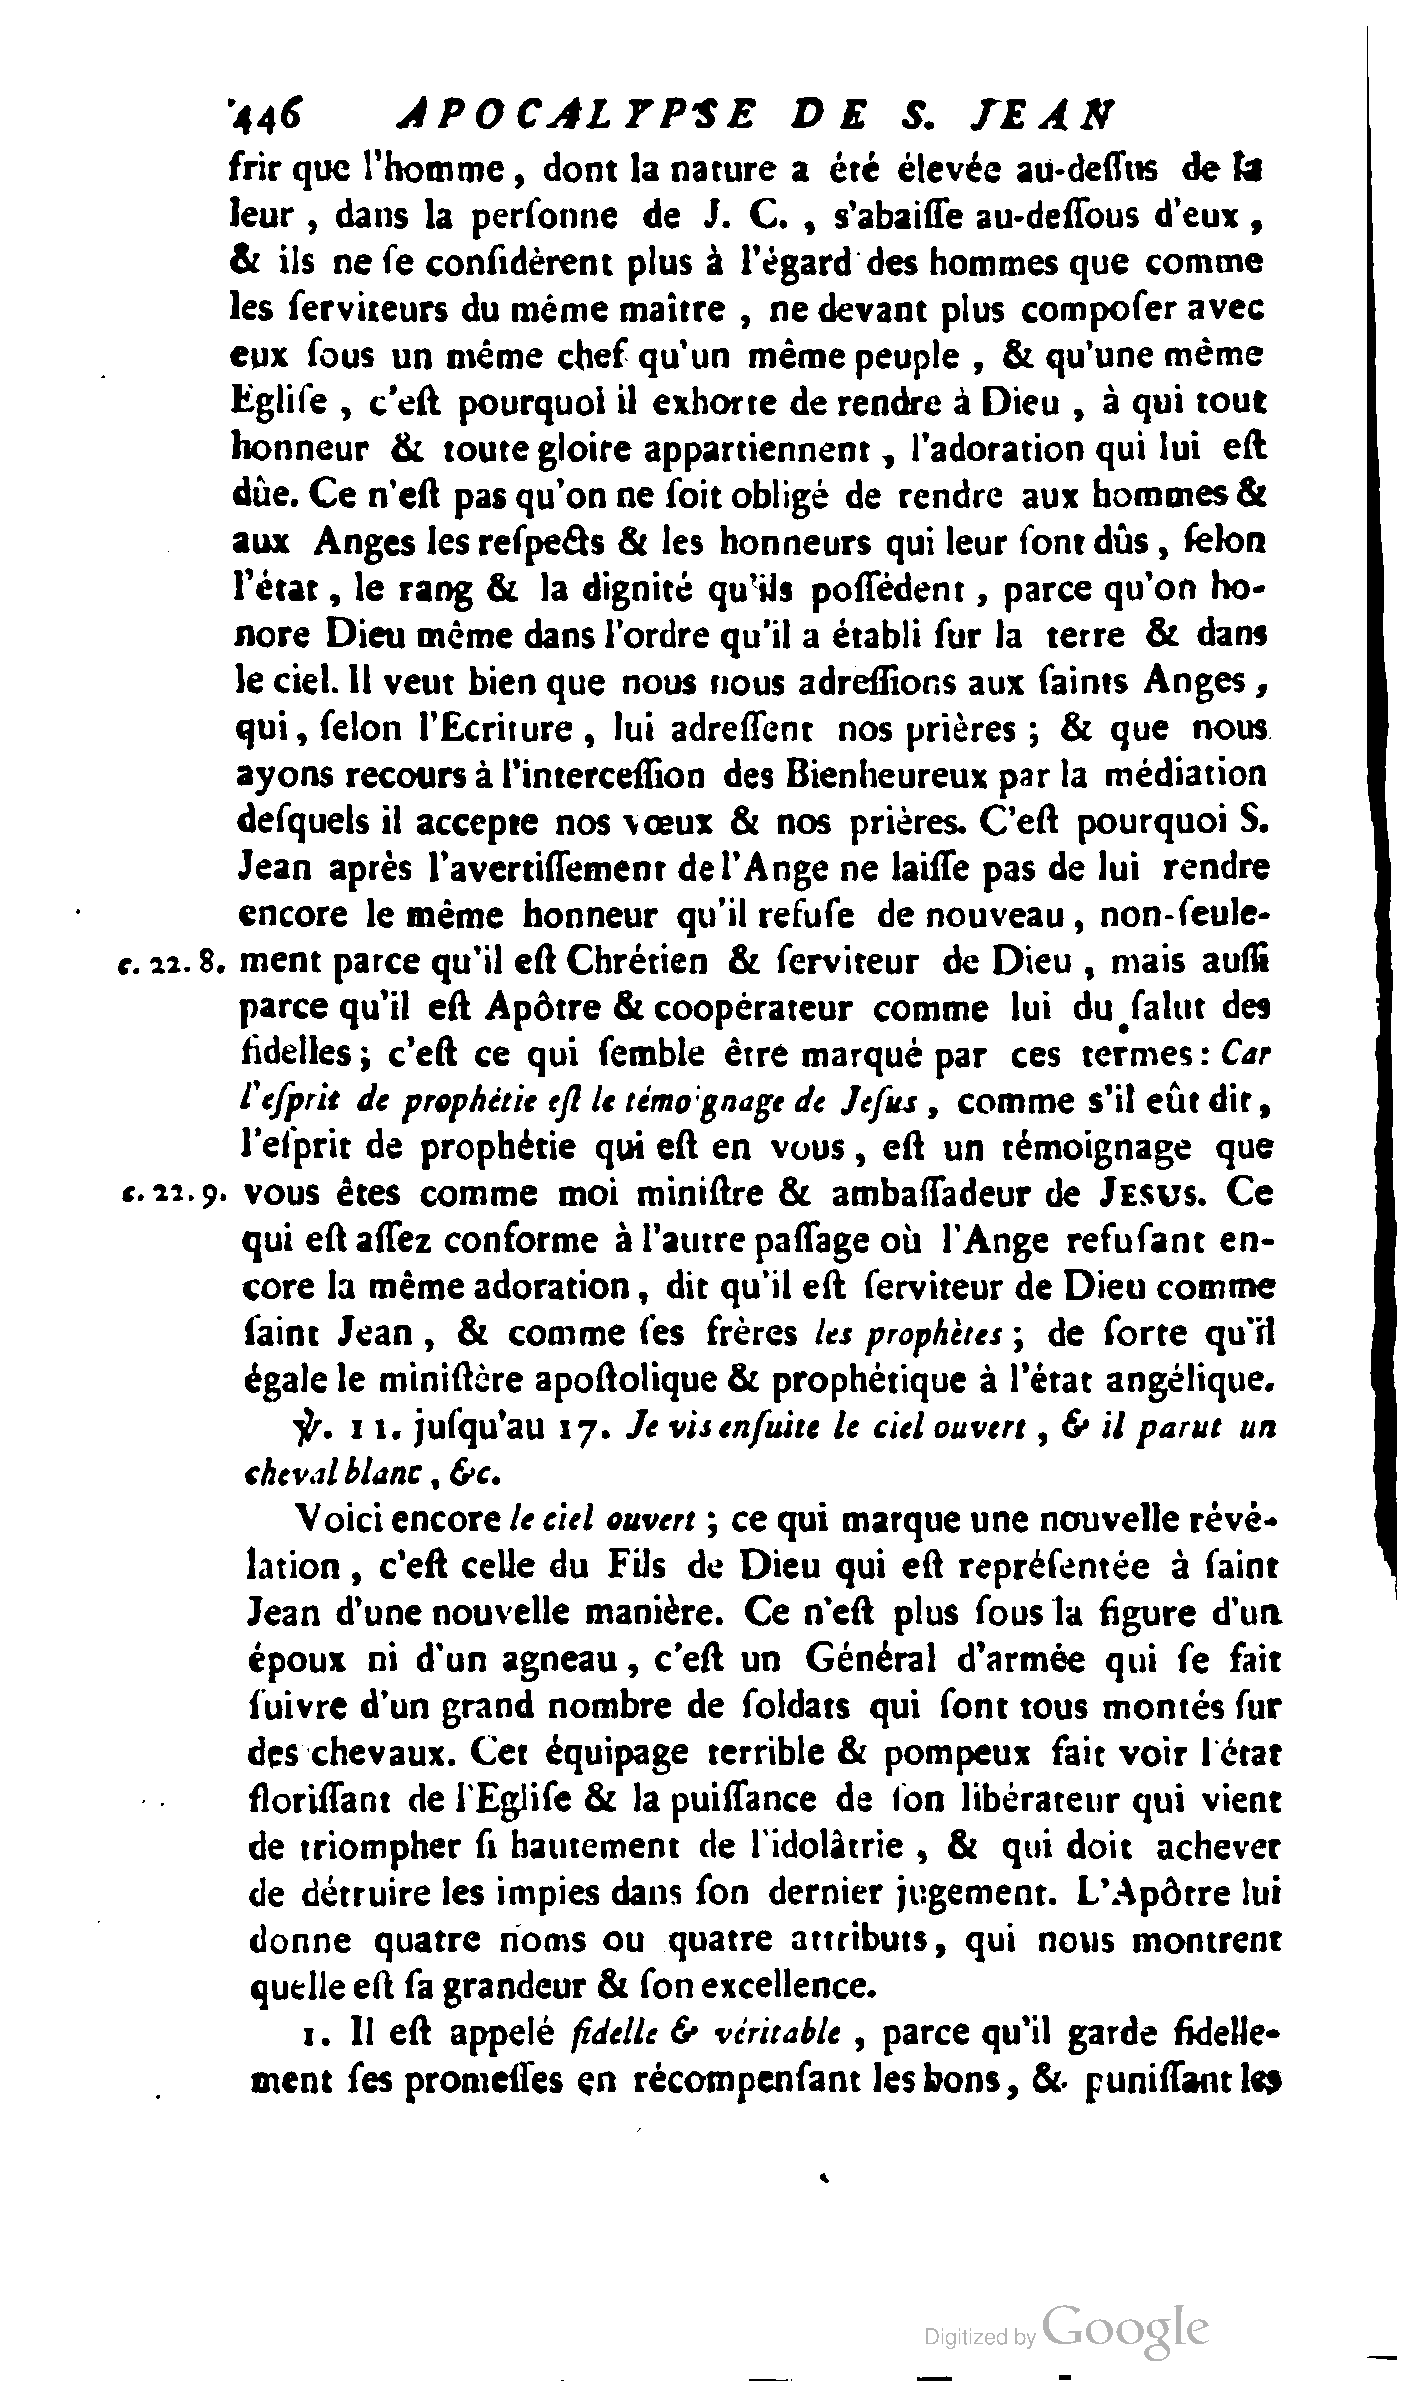 446 APOCALYPSE DE S. JEAN
frir que l'homme, dont la nature a été élevée au-deſſus de la
leur, dans la perſonne de J. C., s'abaiſſe au-deſſous d'eux,
& ils ne ſe conſidèrent plus à l'égard des hommes que comme
les ſerviteurs du même maître, ne devant plus compoſer avec
eux ſous un même chef qu'un même peuple, & qu'une même
Egliſe, c'eſt pourquoi il exhorte de rendre à Dieu, à qui tout
honneur & toute gloire appartiennent, l'adoration qui lui eſt
dûe. Ce n'eſt pas qu'on ne ſoit obligé de rendre aux hommes &
aux Anges les reſpects & les honneurs qui leur ſont dûs, ſelon
l'état, le rang & la dignité qu'ils poſſèdent, parce qu'on ho-
nore Dieu même dans l'ordre qu'il a établi ſur la terre & dans
le ciel. Il veut bien que nous nous adreſſions aux ſaints Anges,
qui, ſelon l'Ecriture, lui adreſſent nos prières; & que nous
ayons recours à l'interceſſion des Bienheureux par la médiation
deſquels il accepte nos vœux & nos prières. C'eſt pourquoi S.
Jean après l'avertiſſement de l'Ange ne laiſſe pas de lui rendre
encore le même honneur qu'il refuſe de nouveau, non-ſeule-
c. 22. 8. ment parce qu'il eſt Chrétien & ſerviteur de Dieu, mais auſſi
parce qu'il eſt Apôtre & coopérateur comme lui du ſalut des
fidelles; c'eſt ce qui ſemble être marqué par ces termes: Car
l'eſprit de prophétie eſt le témoignage de Jeſus, comme s'il eût dit,
l'eſprit de prophétie qui eſt en vous, eſt un témoignage que
c. 22. 9. vous êtes comme moi miniſtre & ambaſſadeur de JESUS. Ce
qui eſt aſſez conforme à l'autre paſſage où l'Ange refuſant en-
core la même adoration, dit qu'il eſt ſerviteur de Dieu comme
ſaint Jean, & comme ſes frères les prophètes; de ſorte qu'il
égale le miniſtère apoſtolique & prophétique à l'état angélique.
℣. 11. juſqu'au 17. Je vis enſuite le ciel ouvert, & il parut un
cheval blanc, &c.
Voici encore le ciel ouvert; ce qui marque une nouvelle révé-
lation, c'eſt celle du Fils de Dieu qui eſt repréſentée à ſaint
Jean d'une nouvelle manière. Ce n'eſt plus ſous la figure d'un
époux ni d'un agneau, c'eſt un Général d'armée qui ſe fait
ſuivre d'un grand nombre de ſoldats qui ſont tous montés ſur
des chevaux. Cet équipage terrible & pompeux fait voir l'état
floriſſant de l'Egliſe & la puiſſance de ſon libérateur qui vient
de triompher ſi hautement de l'idolâtrie, & qui doit achever
de détruire les impies dans ſon dernier jugement. L'Apôtre lui
donne quatre noms ou quatre attributs, qui nous montrent
quelle eſt ſa grandeur & ſon excellence.
1. Il eſt appelé fidelle & véritable, parce qu'il garde fidelle-
ment ſes promeſſes en récompenſant les bons, & puniſſant les
Digitized by Google